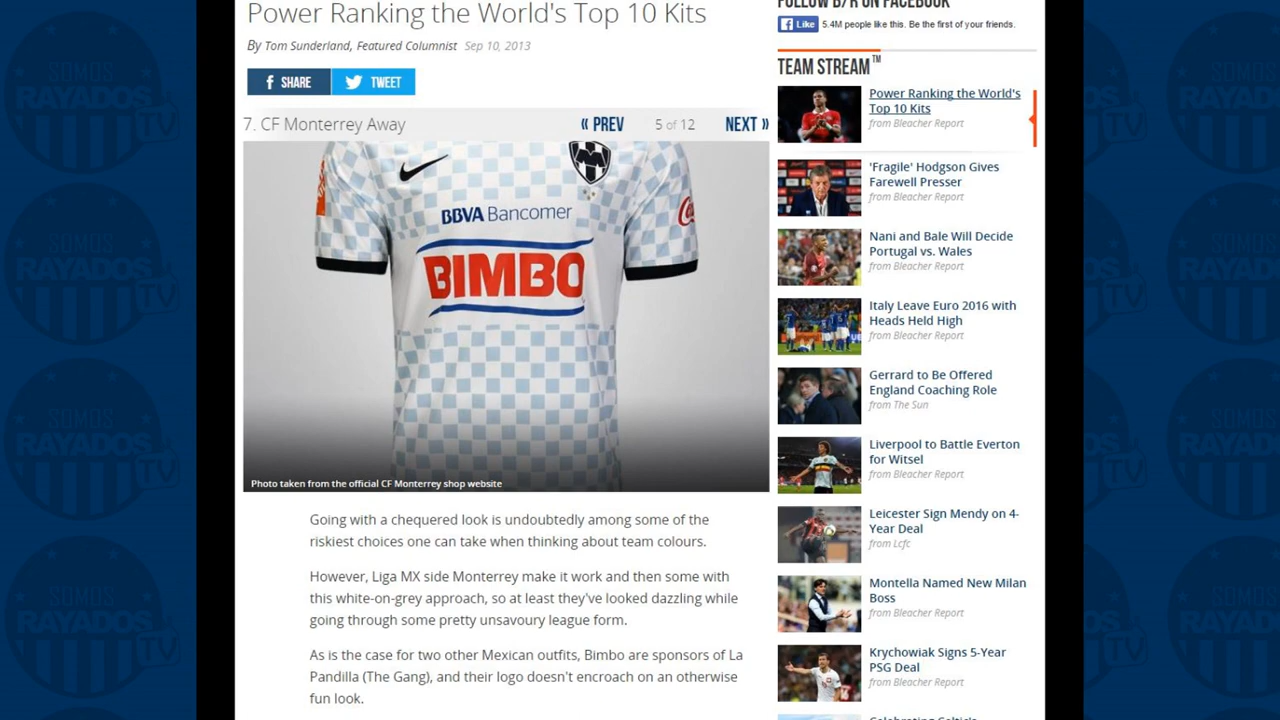 Power Ranking the World's Top 10 Kits
By Tom Sunderland, Featured Columnist Sep 10, 2013
SHARE
TWEET
7. CF Monterrey Away
« PREV 5 of 12 NEXT »
BBVA Bancomer
BIMBO
Photo taken from the official CF Monterrey shop website
Going with a chequered look is undoubtedly among some of the
riskiest choices one can take when thinking about team colours.
However, Liga MX side Monterrey make it work and then some with
this white-on-grey approach, so at least they've looked dazzling while
going through some pretty unsavoury league form.
As is the case for two other Mexican outfits, Bimbo are sponsors of La
Pandilla (The Gang), and their logo doesn't encroach on an otherwise
fun look.
FOLLOW B/R ON FACEBOOK
Like 5.4M people like this. Be the first of your friends.
TEAM STREAM™
Power Ranking the World's
Top 10 Kits
from Bleacher Report
'Fragile' Hodgson Gives
Farewell Presser
from Bleacher Report
Nani and Bale Will Decide
Portugal vs. Wales
from Bleacher Report
Italy Leave Euro 2016 with
Heads Held High
from Bleacher Report
Gerrard to Be Offered
England Coaching Role
from The Sun
Liverpool to Battle Everton
for Witsel
from Bleacher Report
Leicester Sign Mendy on 4-
Year Deal
from Lcfc
Montella Named New Milan
Boss
from Bleacher Report
Krychowiak Signs 5-Year
PSG Deal
from Bleacher Report
Celebrating Celtic's
SOMOS
RAYADOS
TV